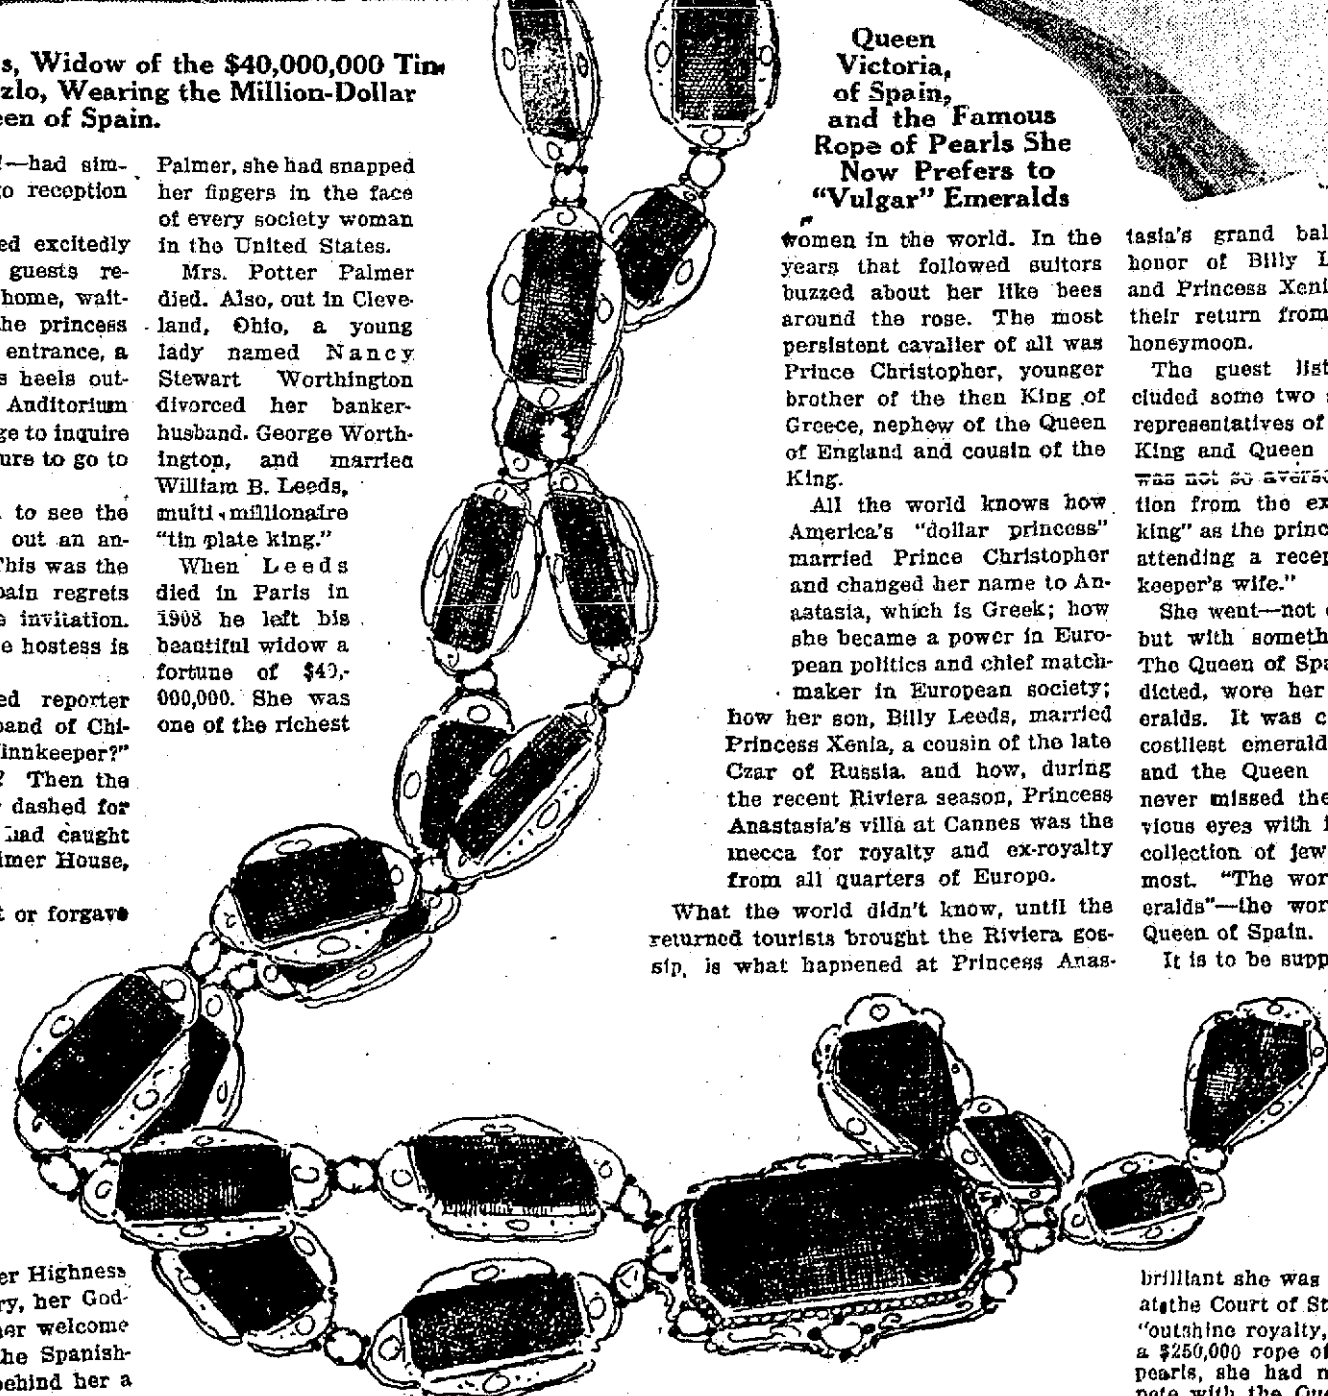 s, Widow of the $40,000,000 Tin
zlo, Wearing the Million-Dollar
een of Spain.
—had sim-
to reception
ed excitedly
guests re-
home, wait-
he princess
entrance, a
s heels out-
Auditorium
ge to inquire
ure to go to
to see the
out an an-
This was the
pain regrets
e invitation.
e hostess is
ed reporter
band of Chi-
innkeeper?"
? Then the
dashed for
had caught
lmer House,
t or forgave
er Highness
ry, her God-
her welcome
he Spanish-
behind her a
Palmer, she had snapped
her fingers in the face
of every society woman
in the United States.
Mrs. Potter Palmer
died. Also, out in Cleve-
land, Ohio, a young
lady named Nancy
Stewart Worthington
divorced her banker-
husband. George Worth-
ington, and married
William B. Leeds,
multi-millionaire
"tin plate king."
When Leeds
died in Paris in
1908 he left his
beautiful widow a
fortune of $40,-
000,000. She was
one of the richest
Queen
Victoria,
of Spain,
and the Famous
Rope of Pearls She
Now Prefers to
"Vulgar" Emeralds
women in the world. In the
years that followed suitors
buzzed about her like bees
around the rose. The most
persistent cavalier of all was
Prince Christopher, younger
brother of the then King of
Greece, nephew of the Queen
of England and cousin of the
King.
All the world knows how
America's "dollar princess"
married Prince Christopher
and changed her name to An-
astasia, which is Greek; how
she became a power in Euro-
pean politics and chief match-
maker in European society;
how her son, Billy Leeds, married
Princess Xenia, a cousin of the late
Czar of Russia. and how, during
the recent Riviera season, Princess
Anastasia's villa at Cannes was the
mecca for royalty and ex-royalty
from all quarters of Europe.
What the world didn't know, until the
returned tourists brought the Riviera gos-
sip, is what happened at Princess Anas-
tasia's grand bal
honor of Billy L
and Princess Xeni
their return from
honeymoon.
The guest list
cluded some two
representatives of
King and Queen
was not so averse
tion from the ex
king" as the princ
attending a recep
keeper's wife."
She went—not
but with someth
The Queen of Spa
dicted, wore her
eralds. It was c
costliest emerald
and the Queen
never missed the
vious eyes with
collection of jew
most. "The wor
eralds"—the wor
Queen of Spain.
It is to be supp
brilliant she was
at the Court of St
"outshine royalty,
a $250,000 rope of
pearls, she had